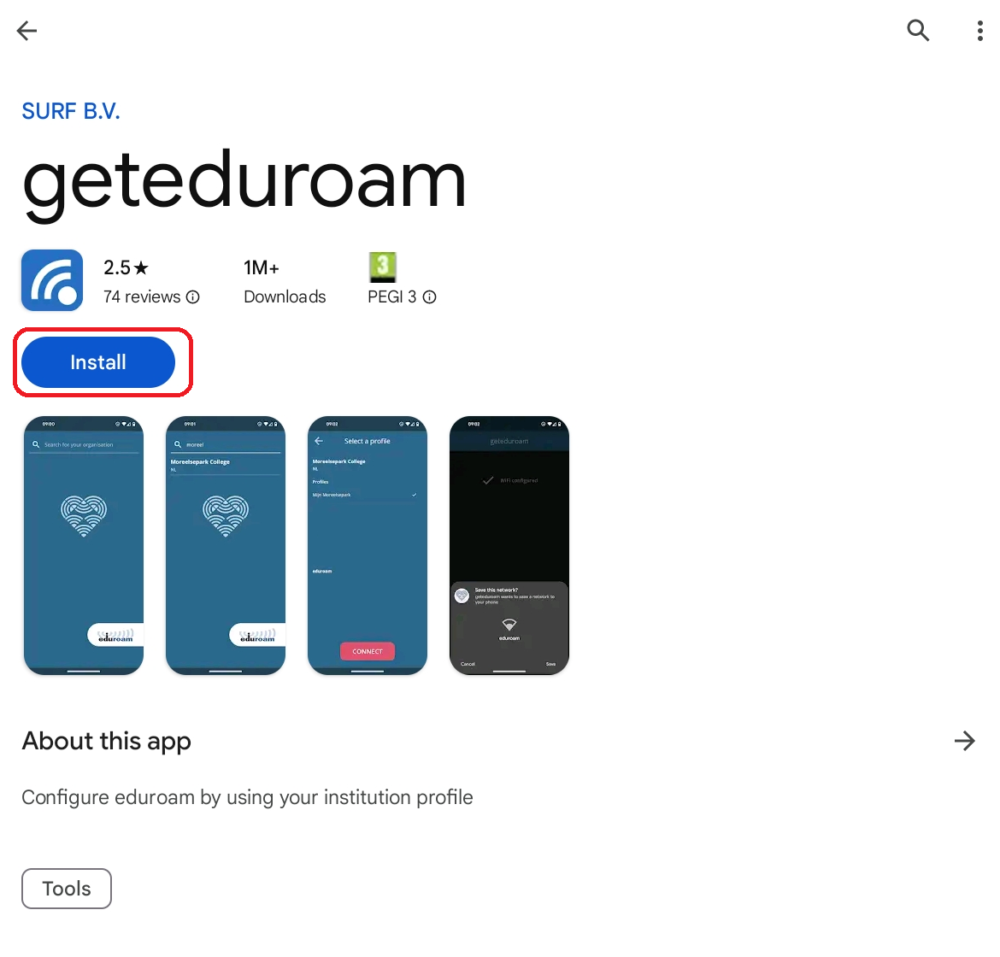 SURF B.V.
geteduroam
2.5★
74 reviews
1M+
Downloads
3
PEGI 3
Install
09:00
Search for your organisation
eduroam
09:01
moreel
Moreelsepark College
NL
eduroam
09:02
Select a profile
Moreelsepark College
NL
Profiles
Mijn Moreelsepark
eduroam
CONNECT
09:02
geteduroam
WiFi configured
Save this network?
geteduroam wants to save a network to
your phone
eduroam
Cancel
Save
About this app
Configure eduroam by using your institution profile
Tools